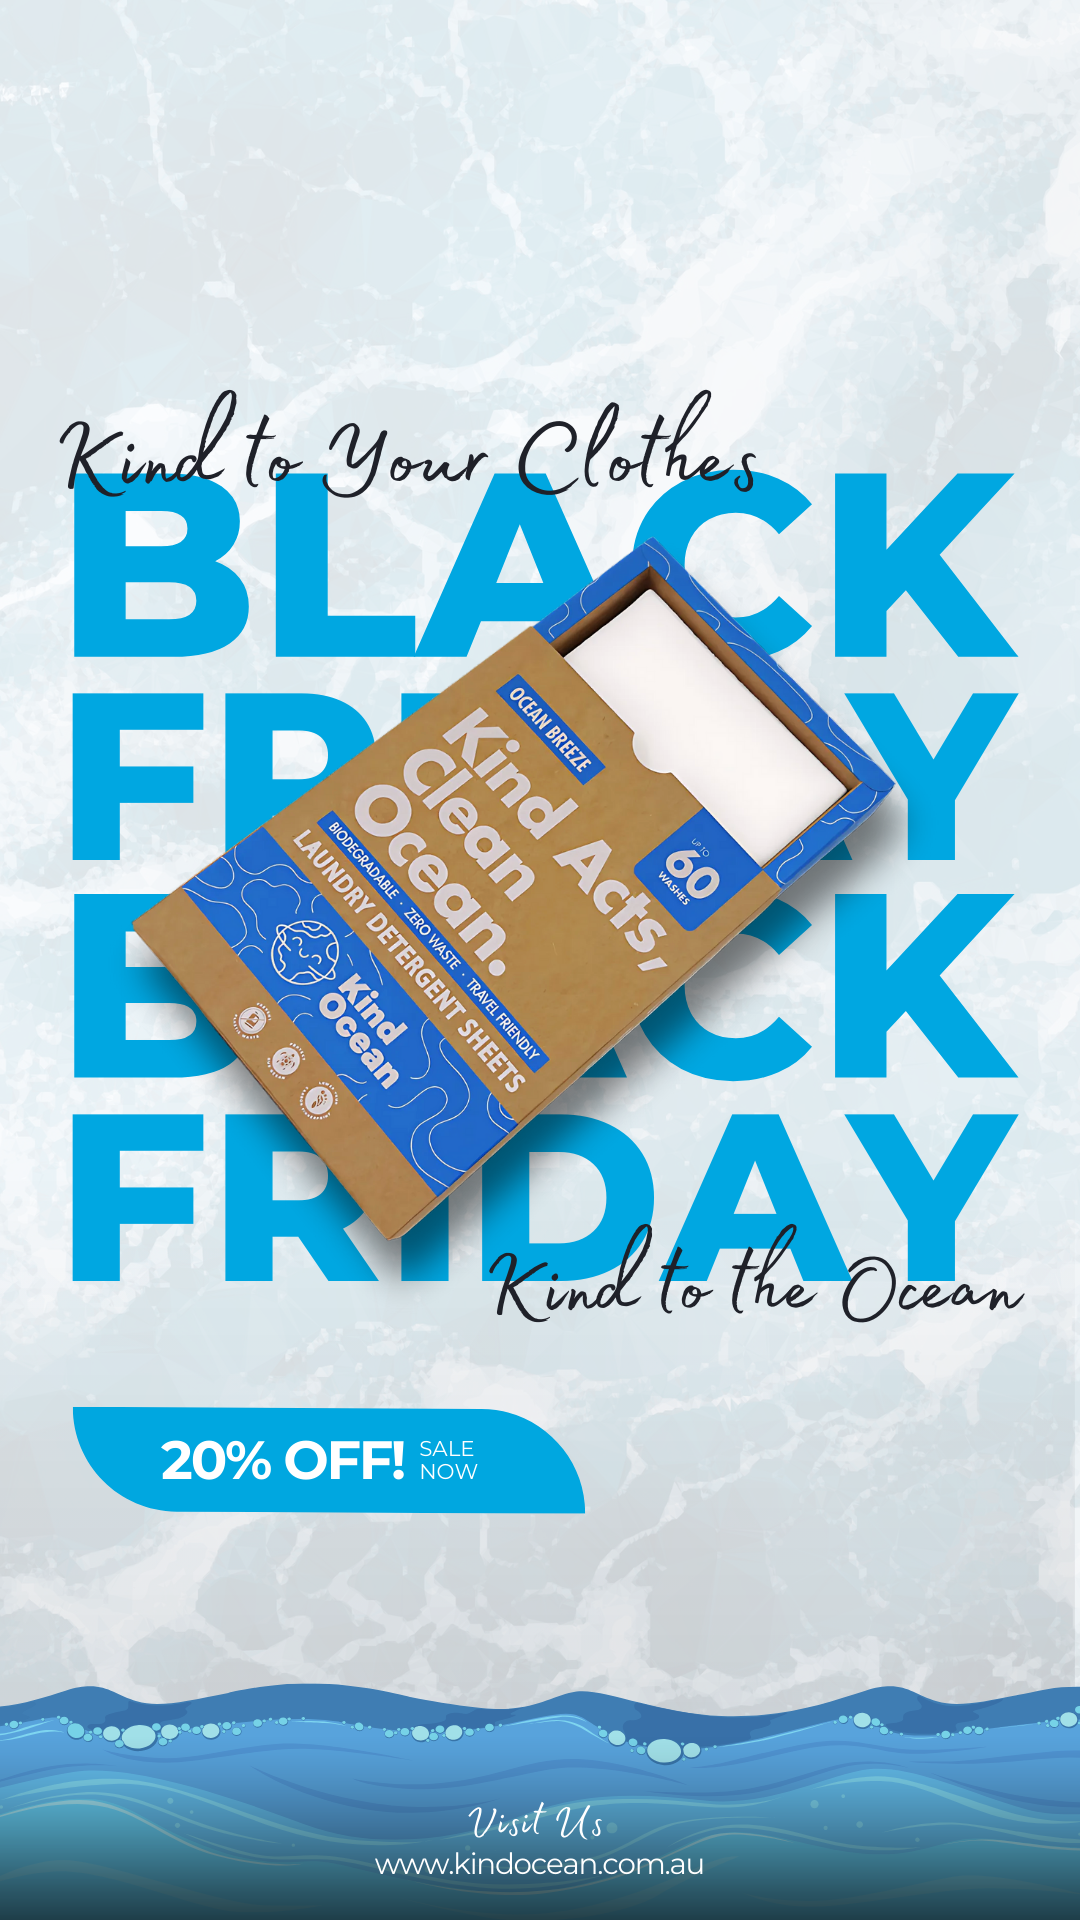 Kind to Your Clothes
BLACK
FRIDAY
BLACK
FRIDAY
OCEAN BREEZE
Kind Acts,
Clean
Ocean.
UP TO
60
WASHES
BIODEGRADABLE · ZERO WASTE · TRAVEL FRIENDLY
LAUNDRY DETERGENT SHEETS
Kind
Ocean
Kind to the Ocean
20% OFF!
SALE
NOW
Visit Us
www.kindocean.com.au